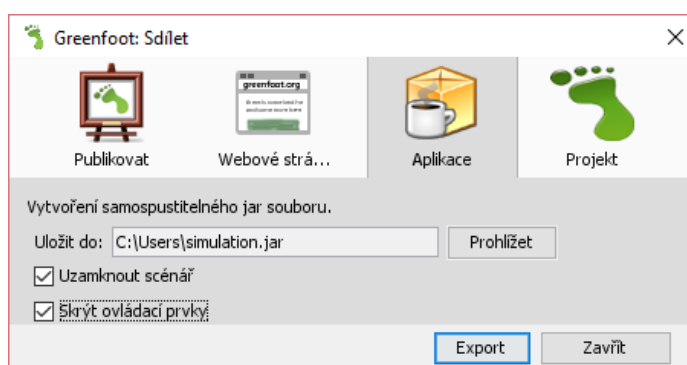 Greenfoot: Sdílet
greenfoot.org
Publikovat
Webové strá...
Aplikace
Projekt
Vytvoření samospustitelného jar souboru.
Uložit do: C:\Users\simulation.jar Prohlížet
Uzamknout scénář
Skrýt ovládací prvky
Export Zavřít